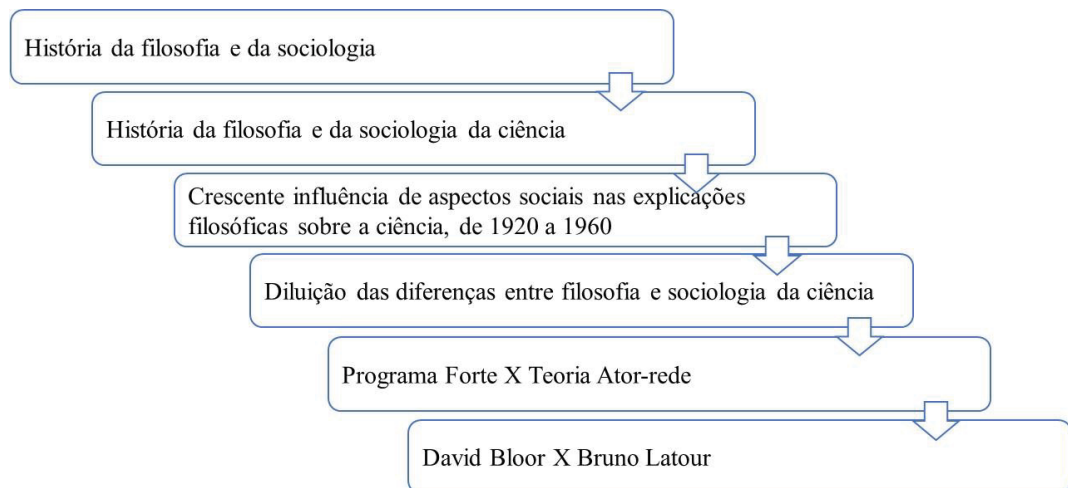 História da filosofia e da sociologia
História da filosofia e da sociologia da ciência
Crescente influência de aspectos sociais nas explicações
filosóficas sobre a ciência, de 1920 a 1960
Diluição das diferenças entre filosofia e sociologia da ciência
Programa Forte X Teoria Ator-rede
David Bloor X Bruno Latour